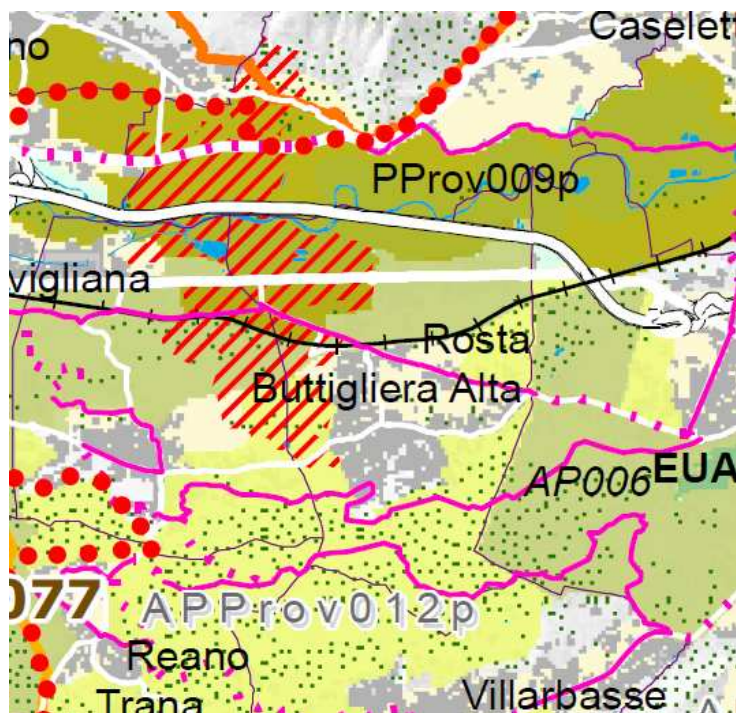 Caselett
no
PProv009p
vigliana
Rosta
Buttigliera Alta
AP006
EUA
077
APProv012p
Reano
Trana
Villarbasse
A